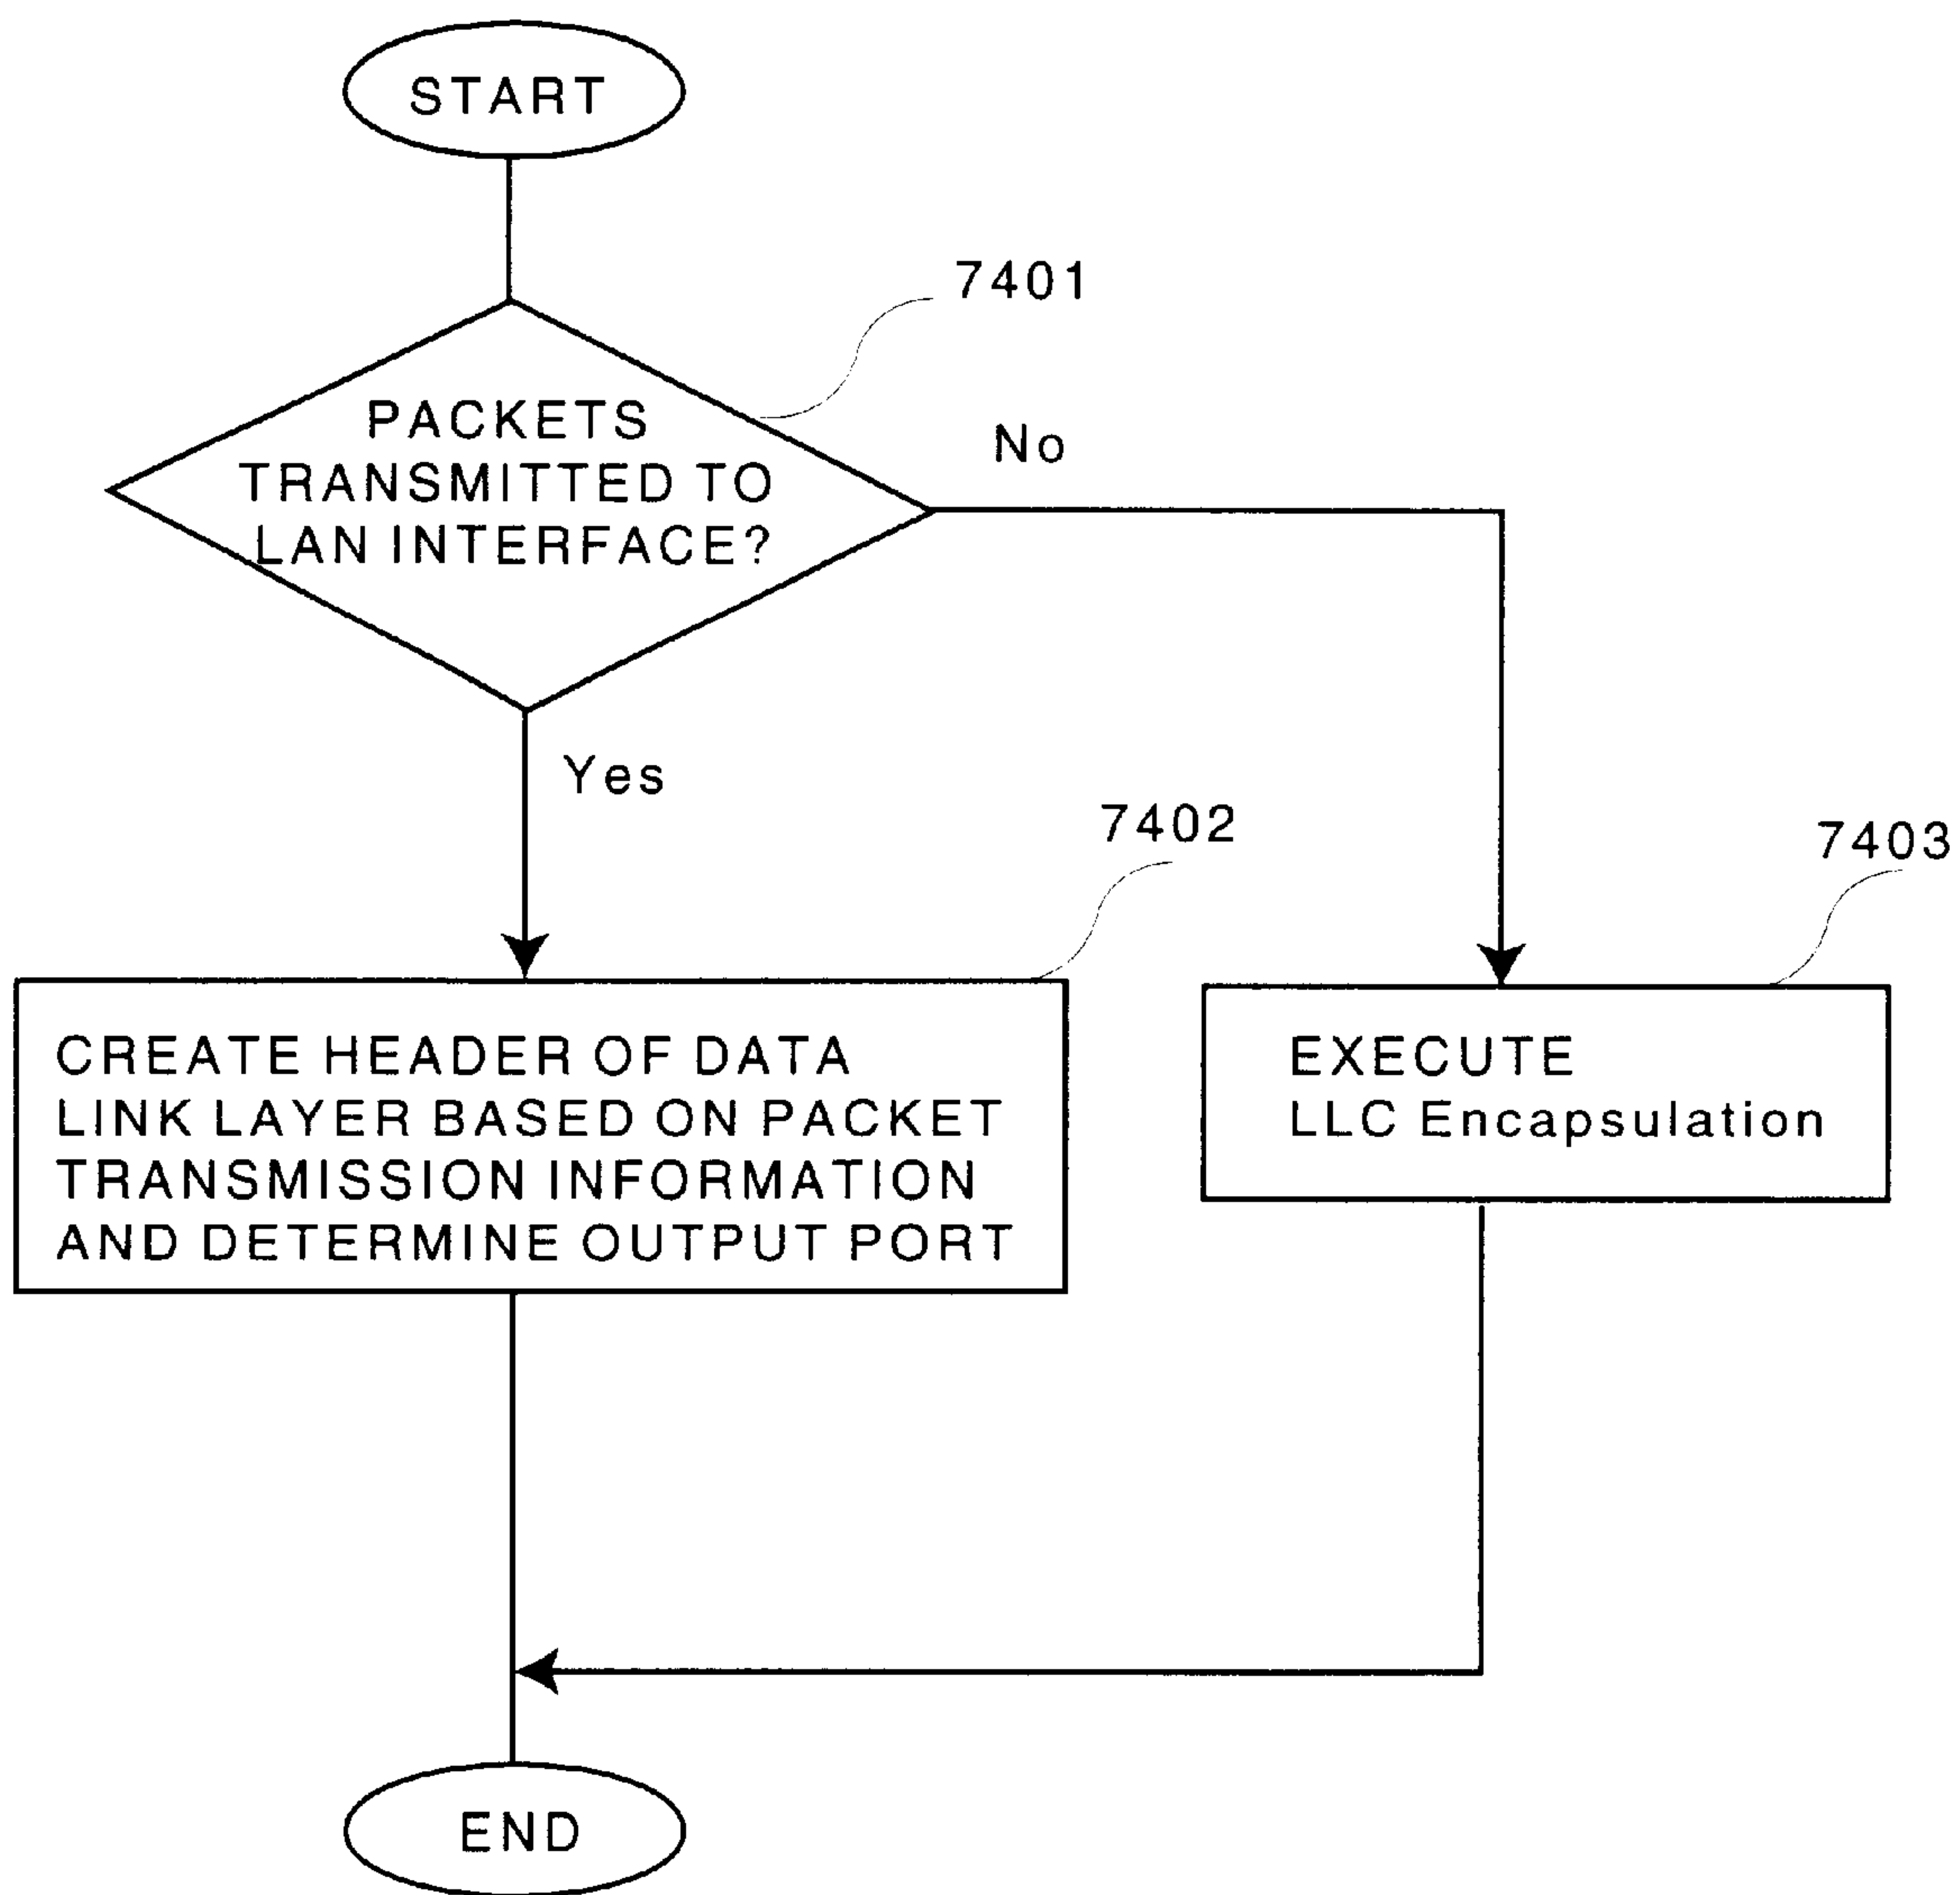 START
7401
PACKETS
TRANSMITTED TO
LAN INTERFACE?
No
Yes
7402
7403
CREATE HEADER OF DATA
LINK LAYER BASED ON PACKET
TRANSMISSION INFORMATION
AND DETERMINE OUTPUT PORT
EXECUTE
LLC Encapsulation
END